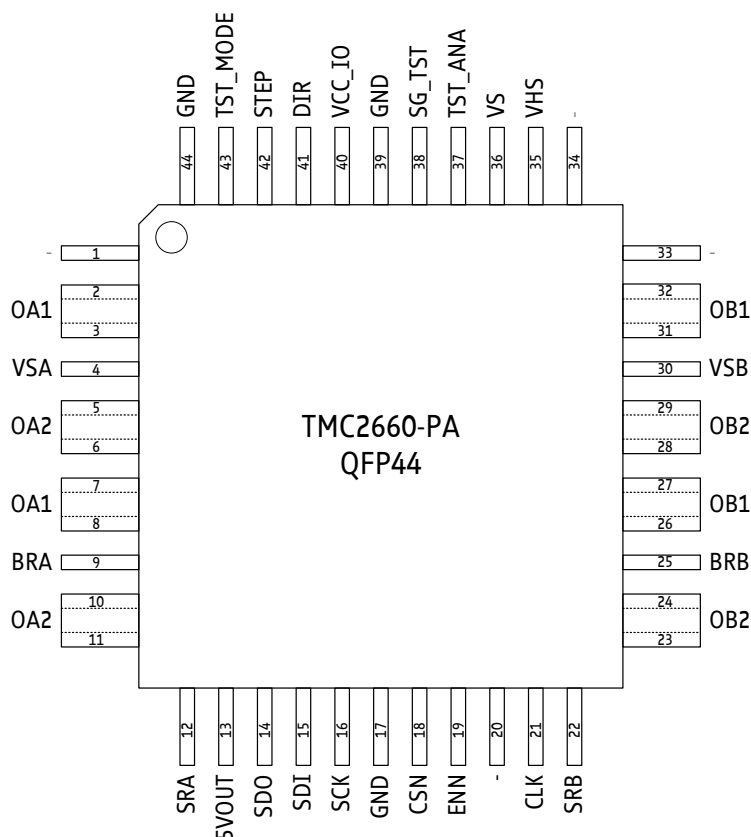 GND TST_MODE STEP DIR VCC_IO GND SG_TST TST_ANA VS VHS -
44 43 42 41 40 39 38 37 36 35 34
- 1 33 -
2 32
OA1 OB1
3 31
VSA 4 30 VSB
5 29
OA2 OB2
6 28
TMC2660-PA
QFP44
7 27
OA1 OB1
8 26
BRA 9 25 BRB
10 24
OA2 OB2
11 23
12 13 14 15 16 17 18 19 20 21 22
SRA 5VOUT SDO SDI SCK GND CSN ENN - CLK SRB